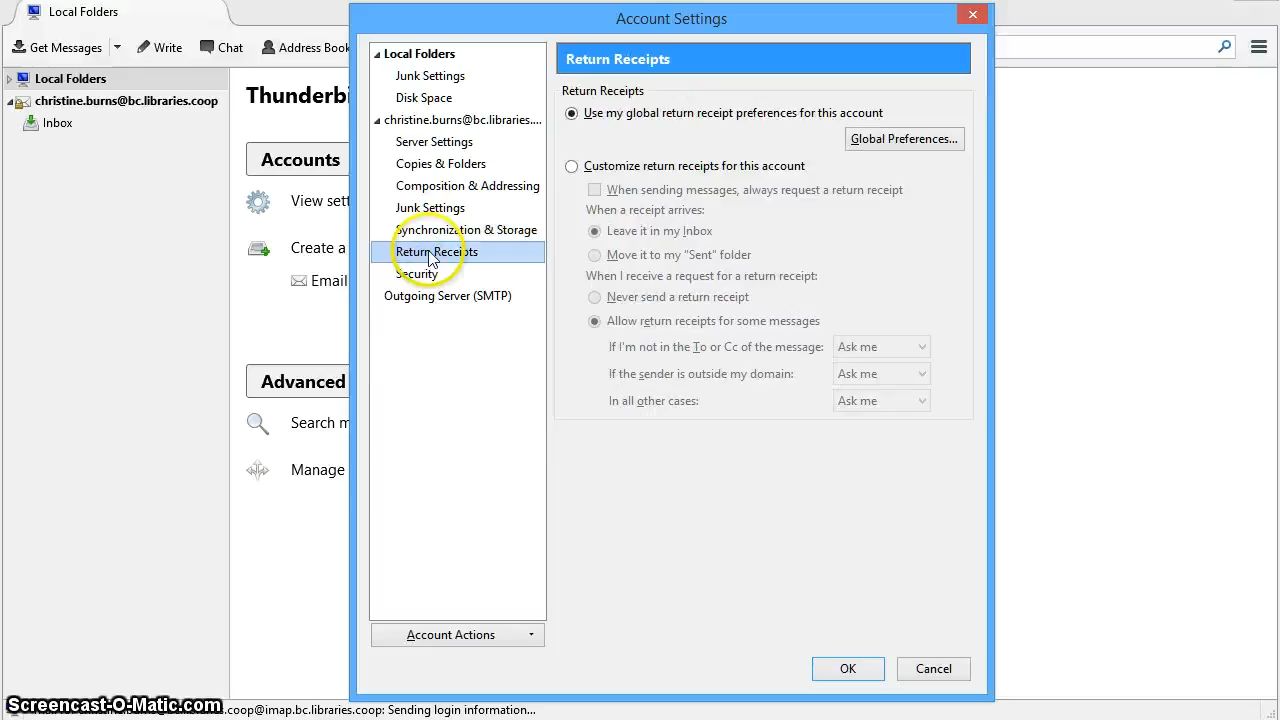 Local Folders
Account Settings
Get Messages
Write
Chat
Address Book
Local Folders
christine.burns@bc.libraries.coop
Inbox
Thunderbi
Accounts
View sett
Create a
Email
Advanced
Search m
Manage
Local Folders
Junk Settings
Disk Space
christine.burns@bc.libraries....
Server Settings
Copies & Folders
Composition & Addressing
Junk Settings
Synchronization & Storage
Return Receipts
Security
Outgoing Server (SMTP)
Account Actions
Return Receipts
Return Receipts
Use my global return receipt preferences for this account
Global Preferences...
Customize return receipts for this account
When sending messages, always request a return receipt
When a receipt arrives:
Leave it in my Inbox
Move it to my "Sent" folder
When I receive a request for a return receipt:
Never send a return receipt
Allow return receipts for some messages
If I'm not in the To or Cc of the message: Ask me
If the sender is outside my domain: Ask me
In all other cases: Ask me
OK Cancel
Screencast-O-Matic.com
.coop@imap.bc.libraries.coop: Sending login information...